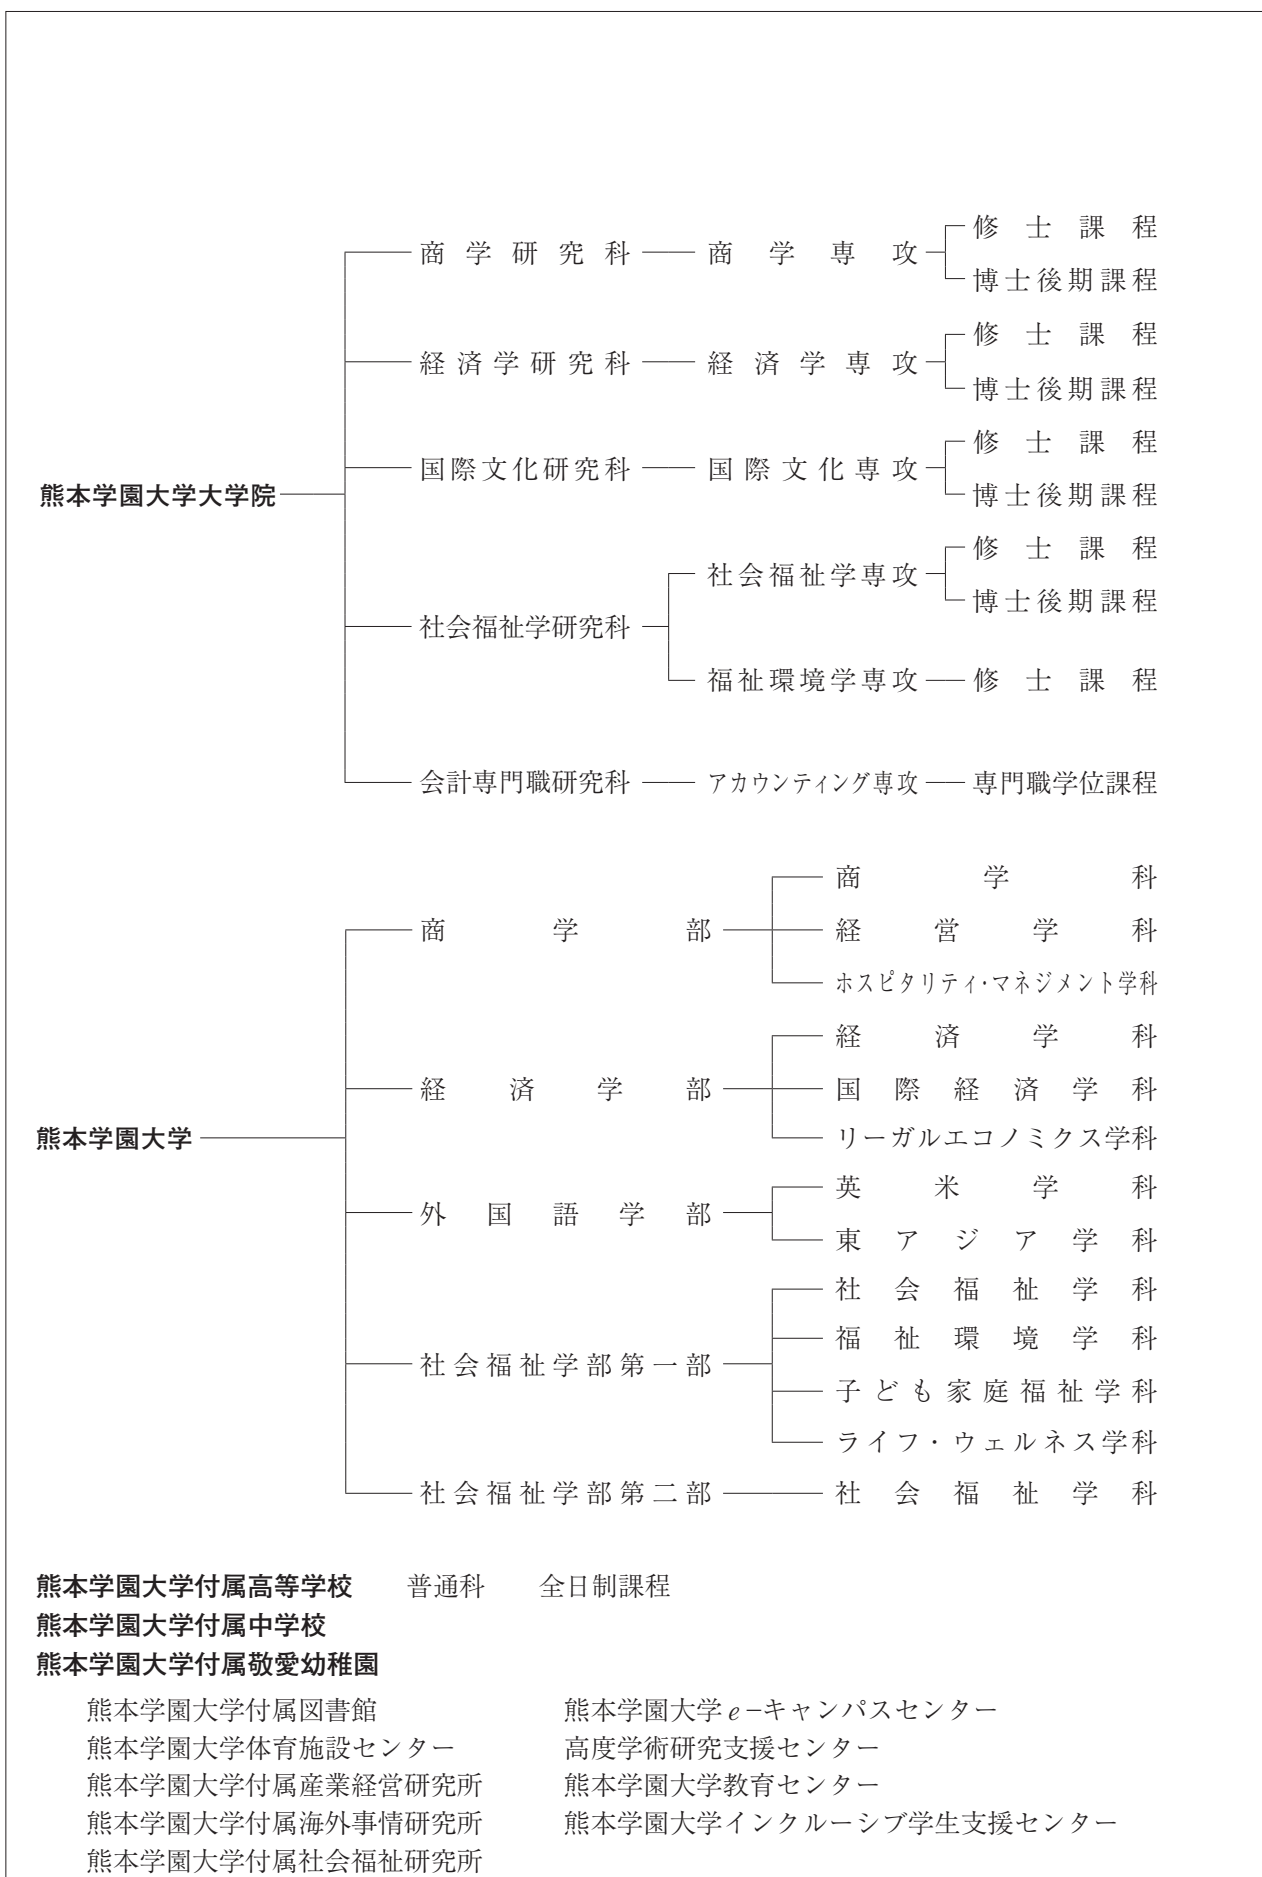 修士課程
商学研究科 商学専攻
博士後期課程
修士課程
経済学研究科 経済学専攻
博士後期課程
修士課程
国際文化研究科 国際文化専攻
熊本学園大学大学院 博士後期課程
修士課程
社会福祉学専攻
博士後期課程
社会福祉学研究科
福祉環境学専攻 修士課程
会計専門職研究科 アカウンティング専攻 専門職学位課程
商学科
商学部 経営学科
ホスピタリティ・マネジメント学科
経済学科
経済学部 国際経済学科
熊本学園大学 リーガルエコノミクス学科
英米学科
外国語学部
東アジア学科
社会福祉学科
福祉環境学科
社会福祉学部第一部
子ども家庭福祉学科
ライフ・ウェルネス学科
社会福祉学部第二部 社会福祉学科
熊本学園大学付属高等学校 普通科 全日制課程
熊本学園大学付属中学校
熊本学園大学付属敬愛幼稚園
熊本学園大学付属図書館 熊本学園大学e−キャンパスセンター
熊本学園大学体育施設センター 高度学術研究支援センター
熊本学園大学付属産業経営研究所 熊本学園大学教育センター
熊本学園大学付属海外事情研究所 熊本学園大学インクルーシブ学生支援センター
熊本学園大学付属社会福祉研究所